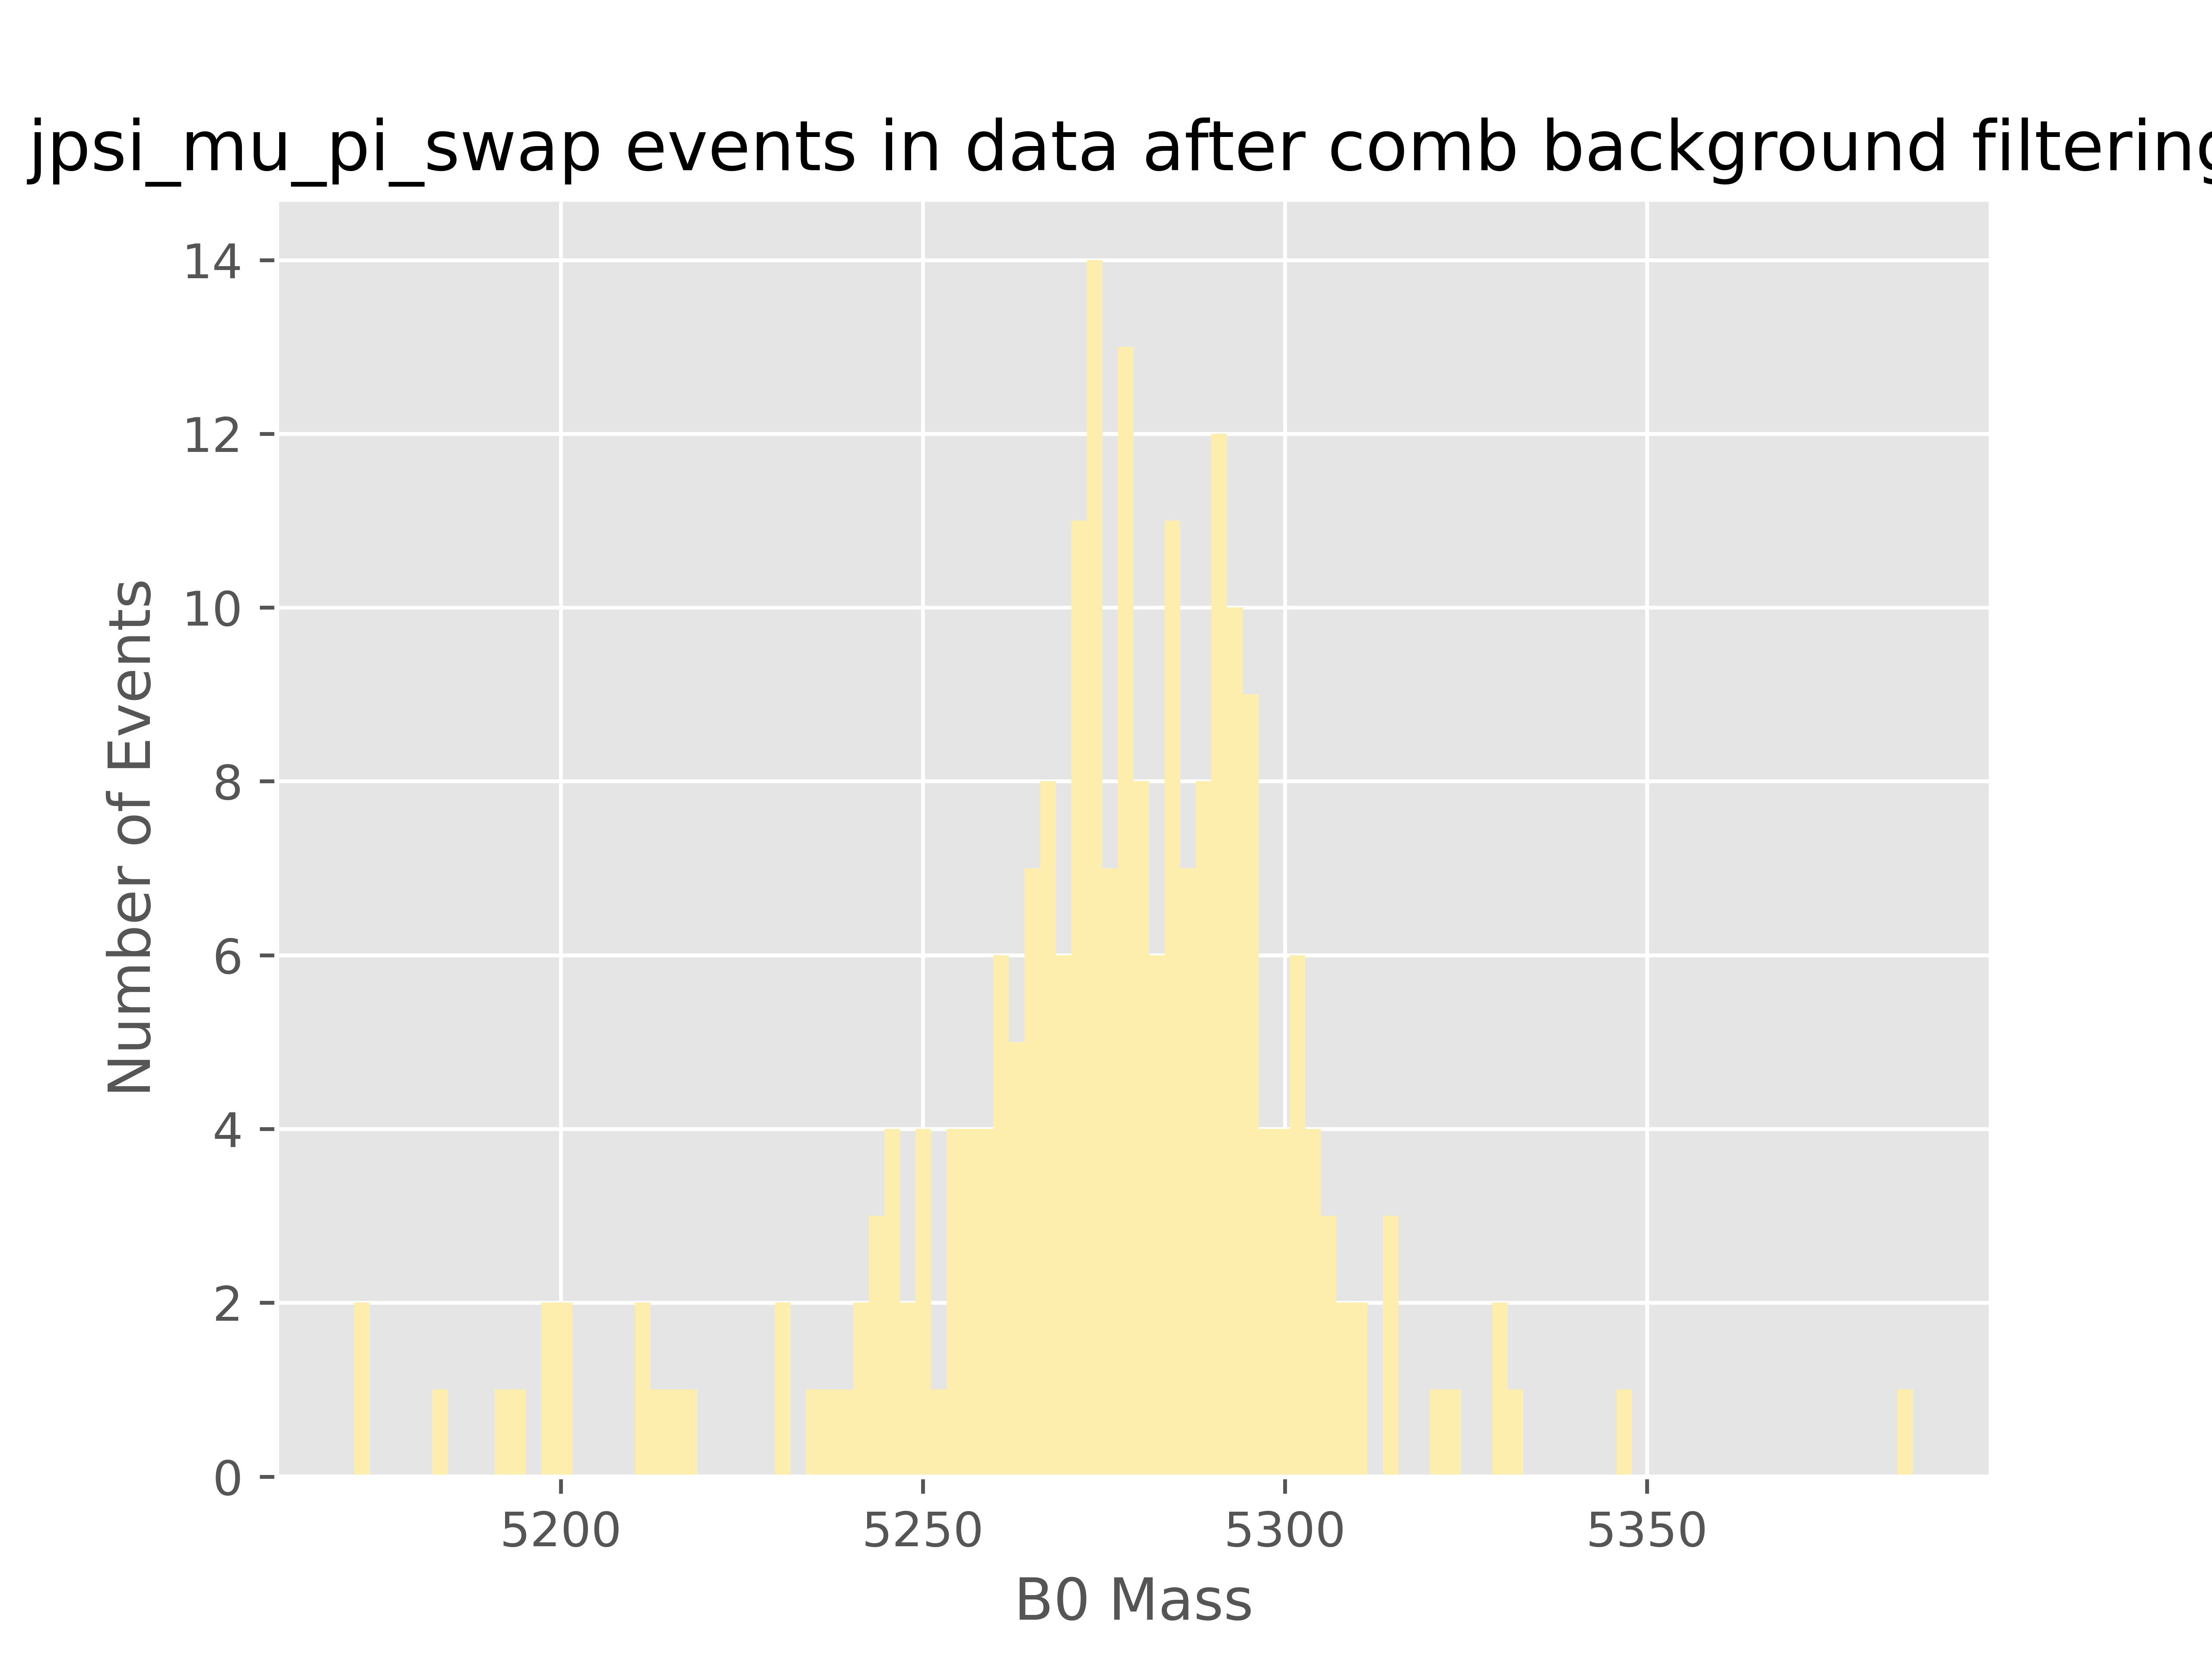 jpsi_mu_pi_swap events in data after comb background filtering
14
12
10
8
6
4
2
0
Number of Events
5200 5250 5300 5350
B0 Mass